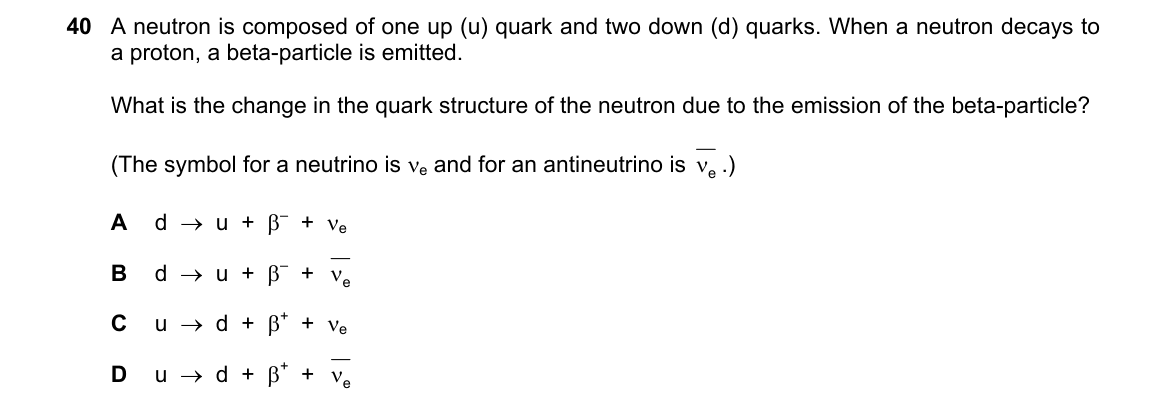 40 A neutron is composed of one up (u) quark and two down (d) quarks. When a neutron decays to
a proton, a beta-particle is emitted.
What is the change in the quark structure of the neutron due to the emission of the beta-particle?
(The symbol for a neutrino is νₑ and for an antineutrino is ν̅ₑ.)
A d → u + β⁻ + νₑ
B d → u + β⁻ + ν̅ₑ
C u → d + β⁺ + νₑ
D u → d + β⁺ + ν̅ₑ